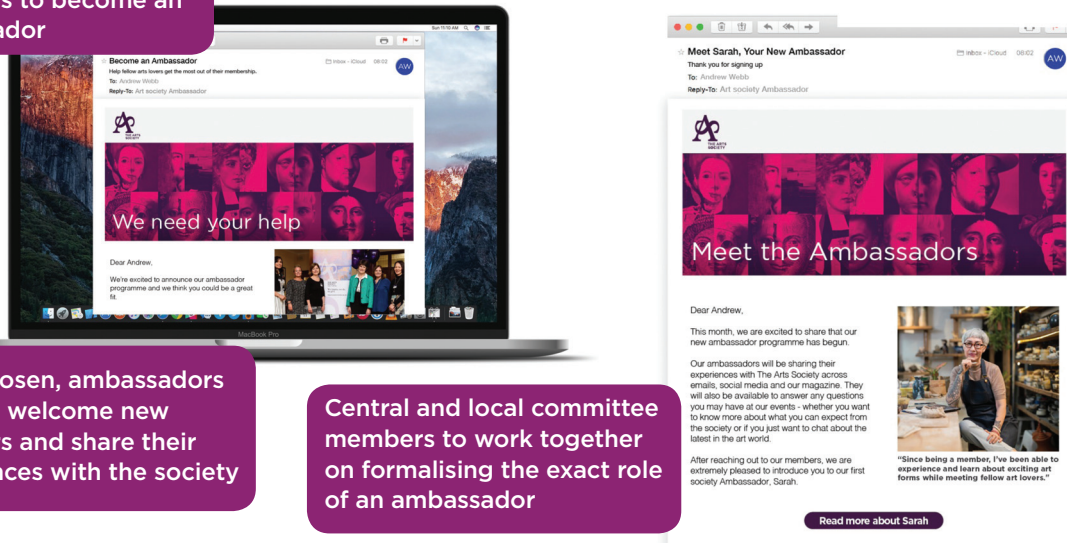 s to become an
ador
Sun 11:10 AM
Become an Ambassador
Inbox - iCloud 08:02
AW
Help fellow arts lovers get the most out of their membership.
To: Andrew Webb
Reply-To: Art society Ambassador
THE ARTS
SOCIETY
We need your help
Dear Andrew,
We're excited to announce our ambassador
programme and we think you could be a great
fit.
MacBook Pro
osen, ambassadors
welcome new
rs and share their
nces with the society
Central and local committee
members to work together
on formalising the exact role
of an ambassador
Meet Sarah, Your New Ambassador
Inbox - iCloud 08:02
AW
Thank you for signing up
To: Andrew Webb
Reply-To: Art society Ambassador
THE ARTS
SOCIETY
Meet the Ambassadors
Dear Andrew,
This month, we are excited to share that our
new ambassador programme has begun.
Our ambassadors will be sharing their
experiences with The Arts Society across
emails, social media and our magazine. They
will also be available to answer any questions
you may have at our events - whether you want
to know more about what you can expect from
the society or if you just want to chat about the
latest in the art world.
After reaching out to our members, we are
extremely pleased to introduce you to our first
society Ambassador, Sarah.
"Since being a member, I've been able to
experience and learn about exciting art
forms while meeting fellow art lovers."
Read more about Sarah